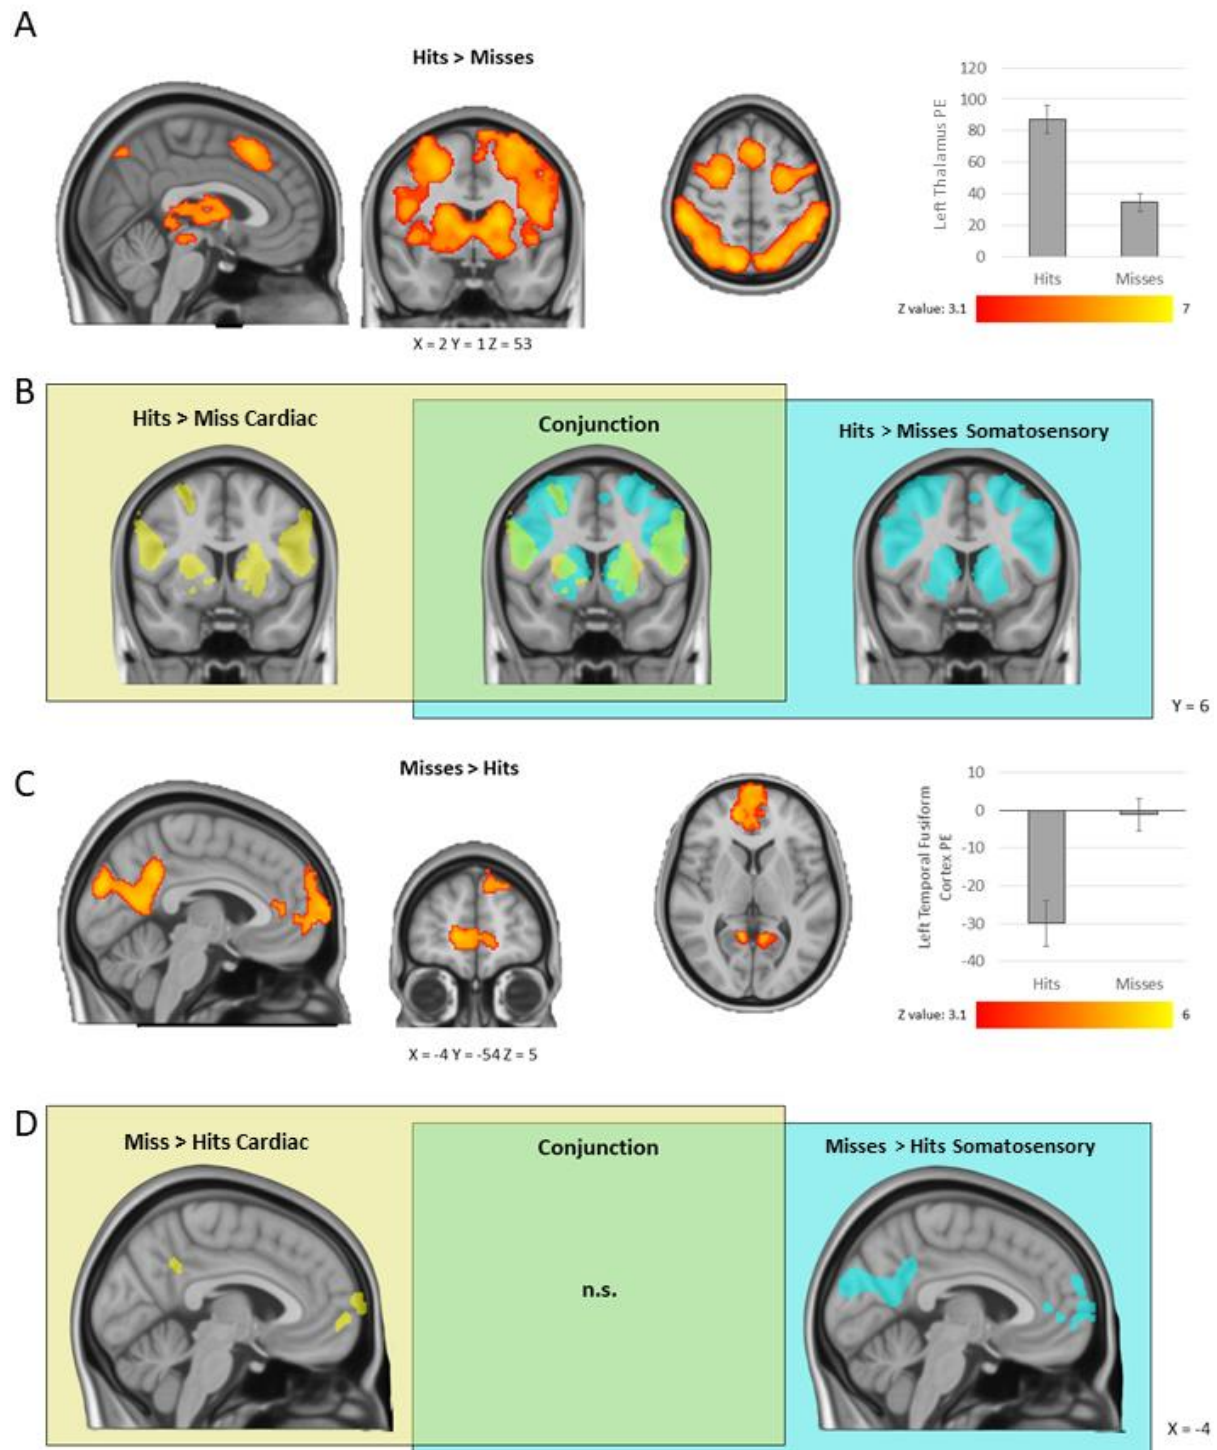 A
Hits > Misses
120
100
80
60
40
20
0
Left Thalamus PE
Hits Misses
Z value: 3.1 7
X = 2 Y = 1 Z = 53
B
Hits > Miss Cardiac
Conjunction
Hits > Misses Somatosensory
Y = 6
C
Misses > Hits
10
0
-10
-20
-30
-40
Left Temporal Fusiform
Cortex PE
Hits Misses
Z value: 3.1 6
X = -4 Y = -54 Z = 5
D
Miss > Hits Cardiac
Conjunction
Misses > Hits Somatosensory
n.s.
X = -4